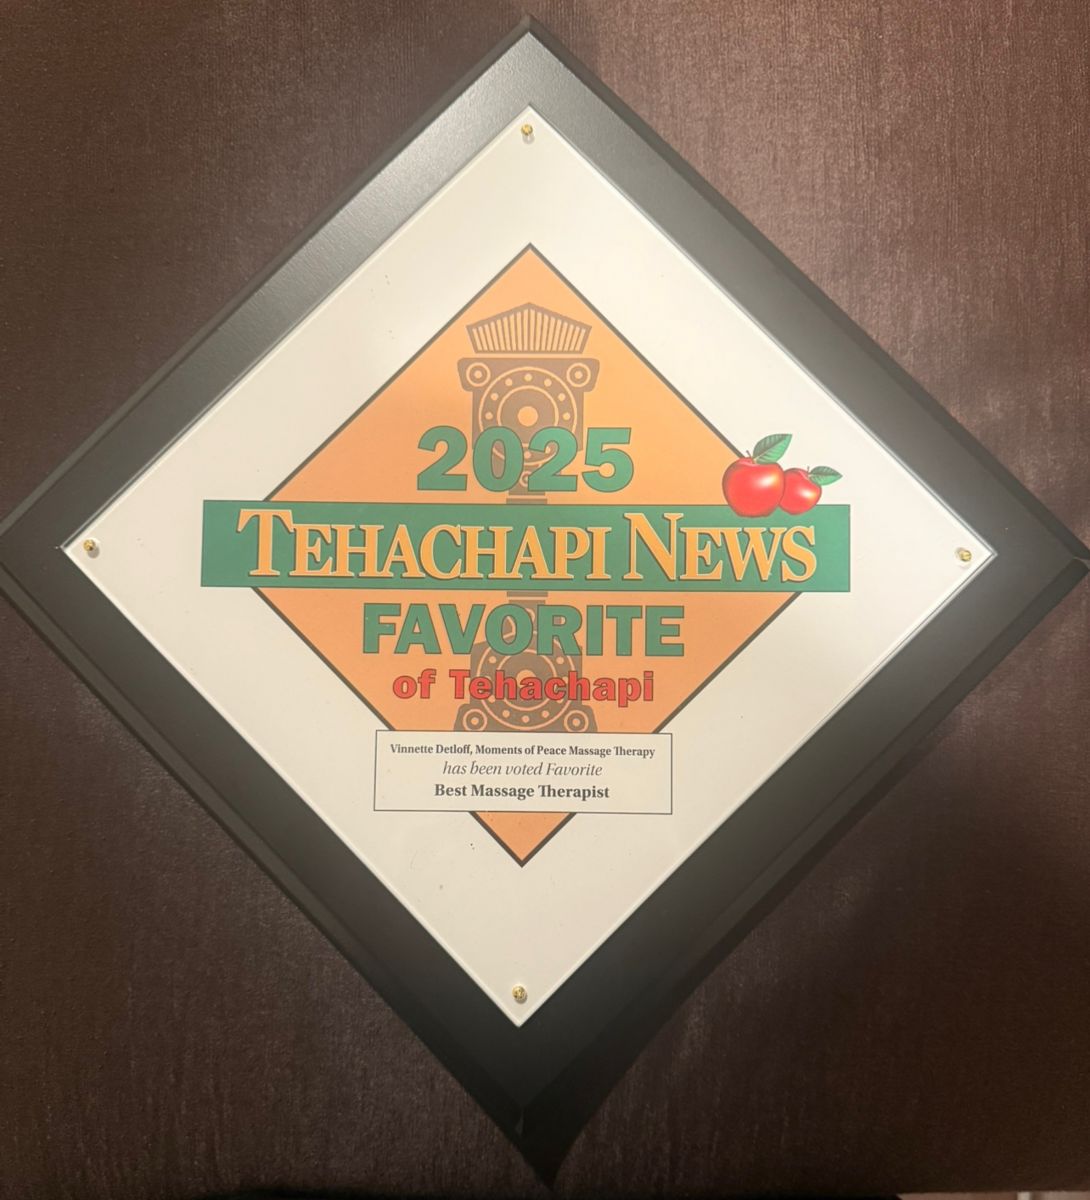 2025
TEHACHAPI NEWS
FAVORITE
of Tehachapi
Vinnette Detloff, Moments of Peace Massage Therapy
has been voted Favorite
Best Massage Therapist